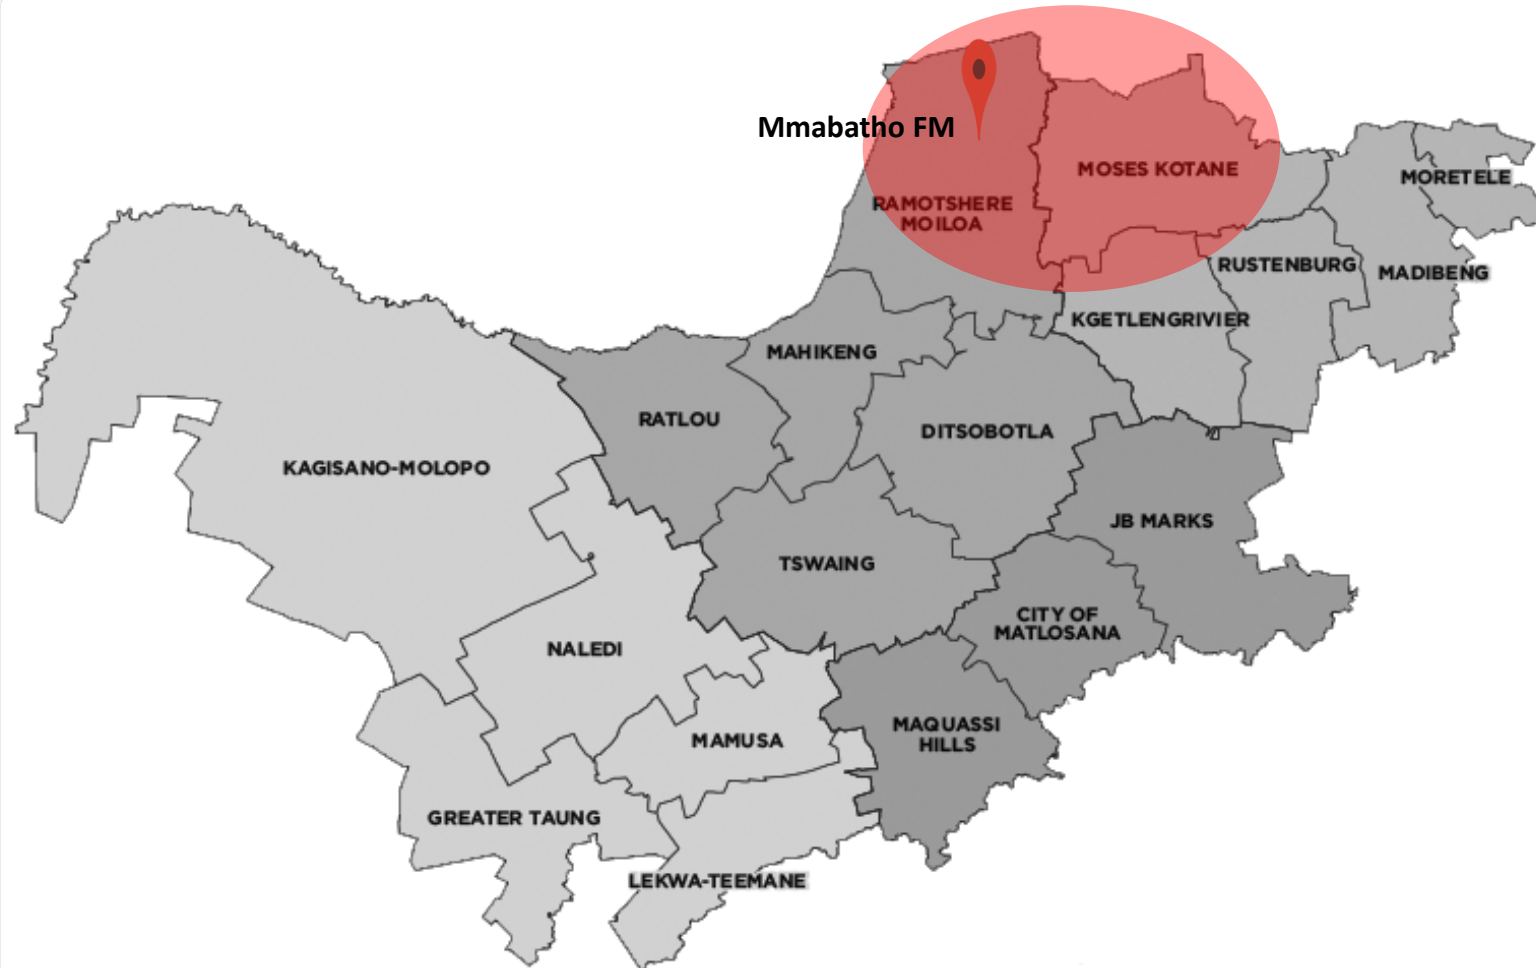 Mmabatho FM
MOSES KOTANE
MORETELE
RAMOTSHERE
MOILOA
RUSTENBURG
MADIBENG
KGETLENGRIVIER
MAHIKENG
RATLOU
DITSOBOTLA
KAGISANO-MOLOPO
JB MARKS
TSWAING
CITY OF
MATLOSANA
NALEDI
MAQUASSI
HILLS
MAMUSA
GREATER TAUNG
LEKWA-TEEMANE